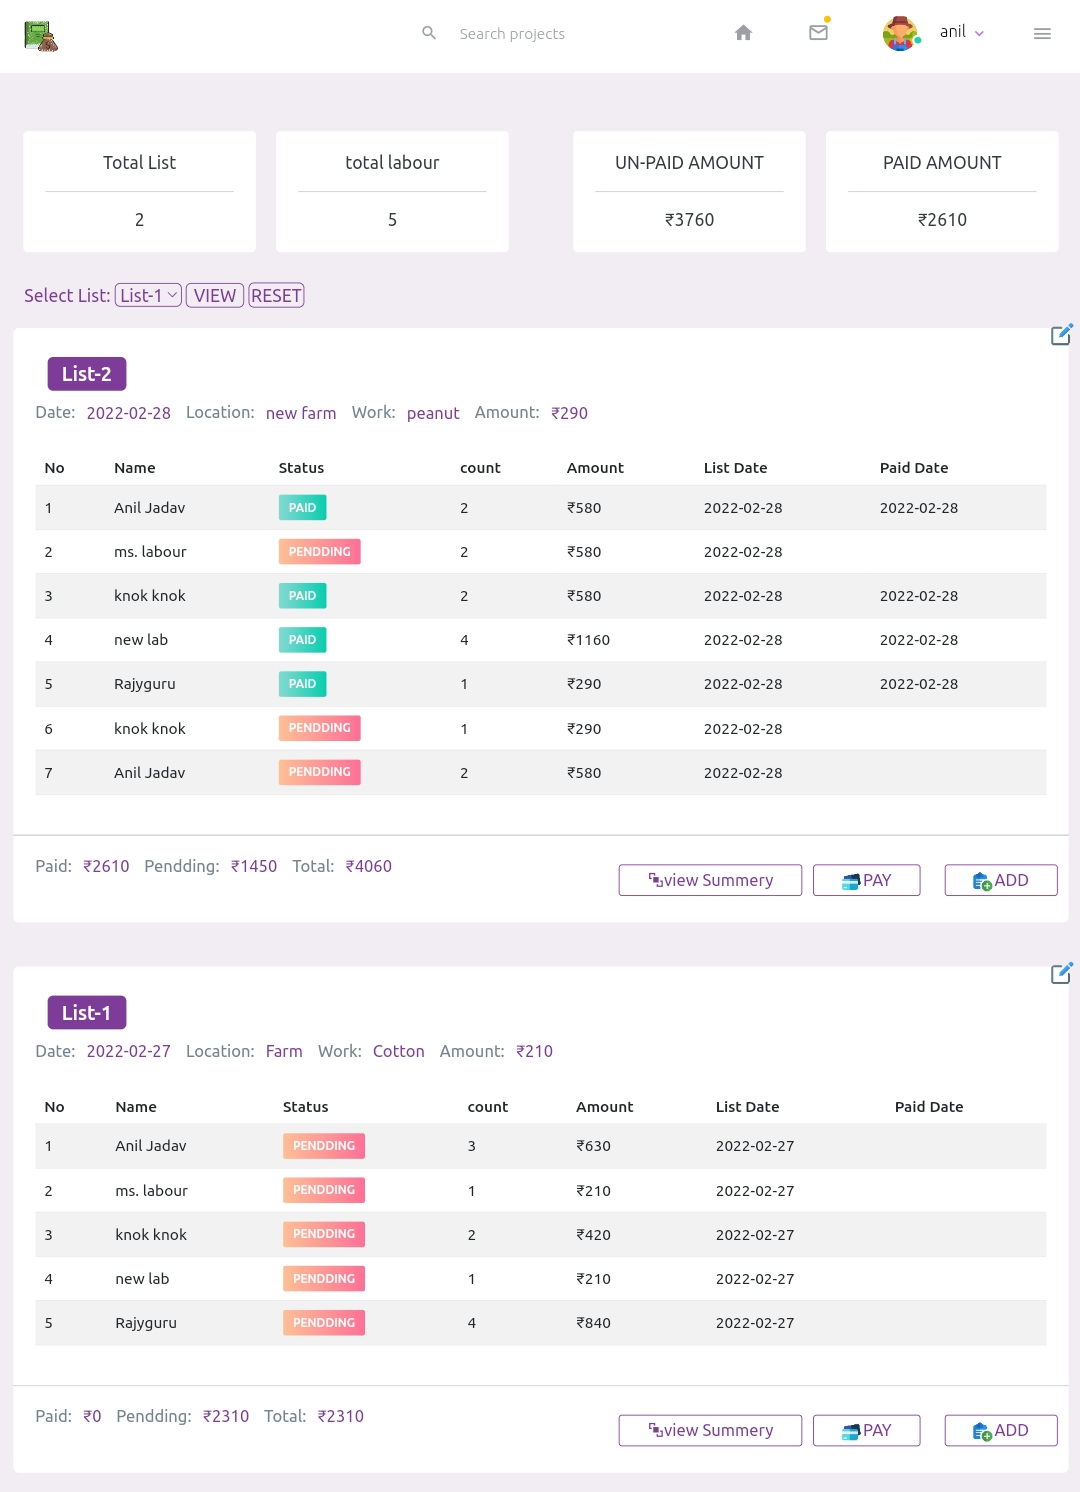 Search projects
anil
Total List
2
total labour
5
UN-PAID AMOUNT
₹3760
PAID AMOUNT
₹2610
Select List: List-1 VIEW RESET
List-2
Date: 2022-02-28 Location: new farm Work: peanut Amount: ₹290
No Name Status count Amount List Date Paid Date
1 Anil Jadav PAID 2 ₹580 2022-02-28 2022-02-28
2 ms. labour PENDDING 2 ₹580 2022-02-28
3 knok knok PAID 2 ₹580 2022-02-28 2022-02-28
4 new lab PAID 4 ₹1160 2022-02-28 2022-02-28
5 Rajyguru PAID 1 ₹290 2022-02-28 2022-02-28
6 knok knok PENDDING 1 ₹290 2022-02-28
7 Anil Jadav PENDDING 2 ₹580 2022-02-28
Paid: ₹2610 Pendding: ₹1450 Total: ₹4060
view Summery PAY ADD
List-1
Date: 2022-02-27 Location: Farm Work: Cotton Amount: ₹210
No Name Status count Amount List Date Paid Date
1 Anil Jadav PENDDING 3 ₹630 2022-02-27
2 ms. labour PENDDING 1 ₹210 2022-02-27
3 knok knok PENDDING 2 ₹420 2022-02-27
4 new lab PENDDING 1 ₹210 2022-02-27
5 Rajyguru PENDDING 4 ₹840 2022-02-27
Paid: ₹0 Pendding: ₹2310 Total: ₹2310
view Summery PAY ADD